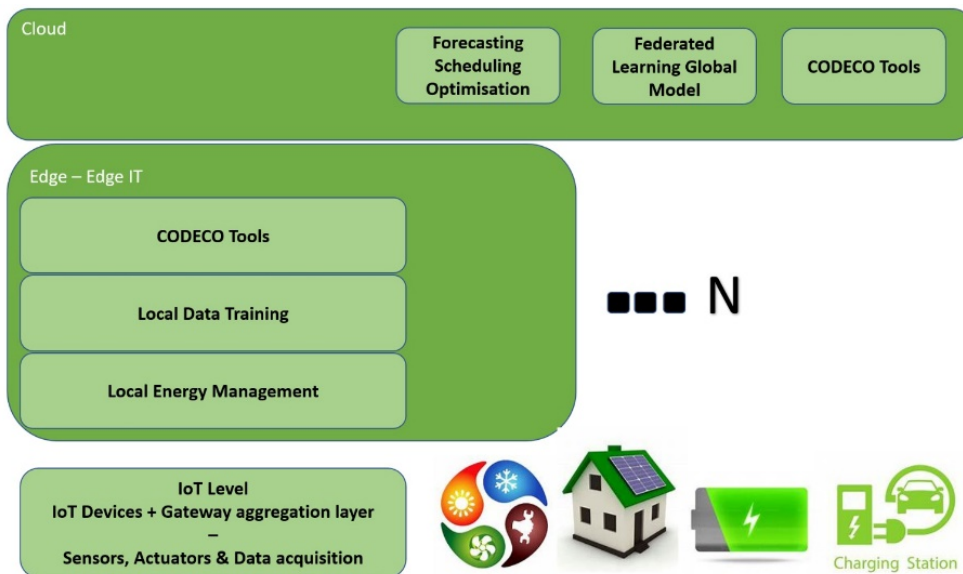 Cloud
Forecasting
Scheduling
Optimisation
Federated
Learning Global
Model
CODECO Tools
Edge – Edge IT
CODECO Tools
Local Data Training
Local Energy Management
N
IoT Level
IoT Devices + Gateway aggregation layer
–
Sensors, Actuators & Data acquisition
Charging Station